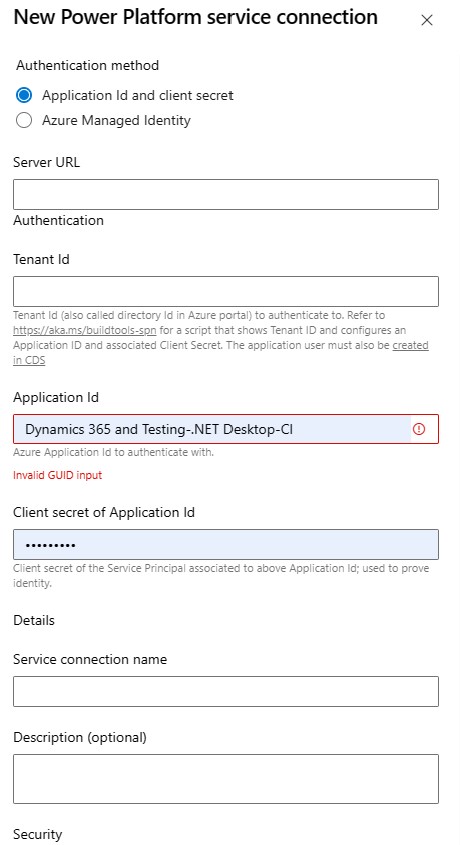 New Power Platform service connection
Authentication method
Application Id and client secret
Azure Managed Identity
Server URL
Authentication
Tenant Id
Tenant Id (also called directory Id in Azure portal) to authenticate to. Refer to
https://aka.ms/buildtools-spn for a script that shows Tenant ID and configures an
Application ID and associated Client Secret. The application user must also be created
in CDS
Application Id
Dynamics 365 and Testing-.NET Desktop-CI
Azure Application Id to authenticate with.
Invalid GUID input
Client secret of Application Id
•••••••••
Client secret of the Service Principal associated to above Application Id; used to prove
identity.
Details
Service connection name
Description (optional)
Security